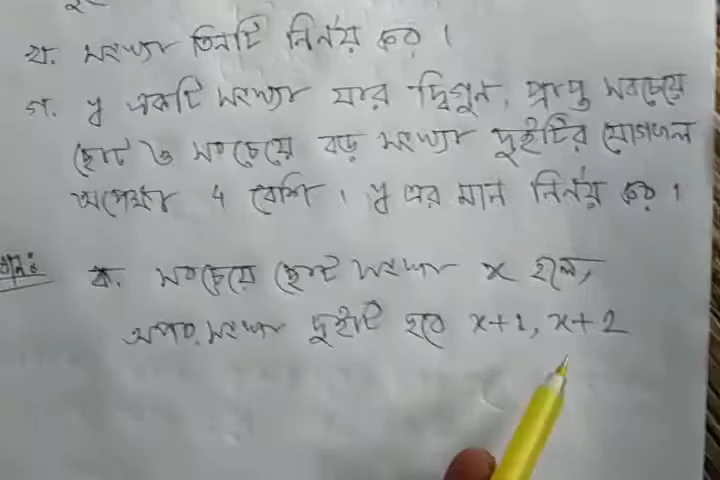 খ. সংখ্যা তিনটি নির্ণয় কর।
গ. y একটি সংখ্যা যার দ্বিগুন, প্রাপ্ত সবচেয়ে
ছোট ও সবচেয়ে বড় সংখ্যা দুইটির যোগফল
অপেক্ষা 4 বেশি। y এর মান নির্ণয় কর।
ক. সবচেয়ে ছোট সংখ্যা x হলে,
অপর সংখ্যা দুইটি হবে x+1, x+2